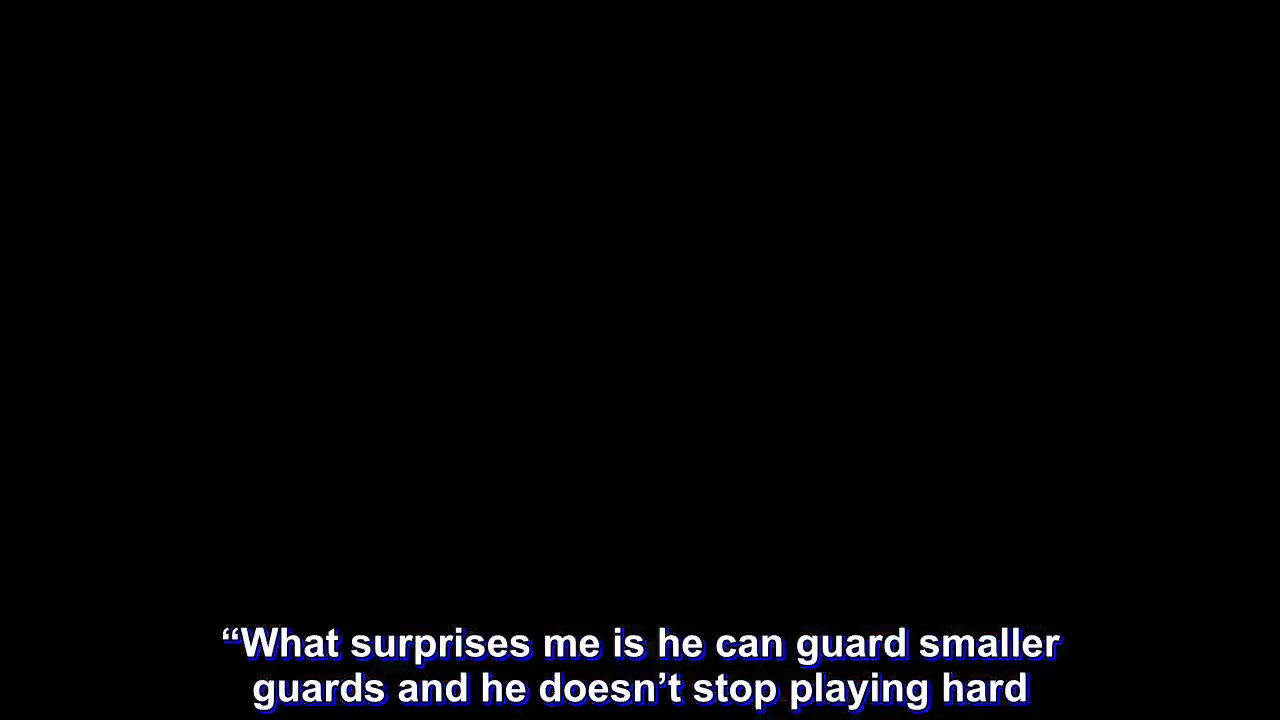 “What surprises me is he can guard smaller
guards and he doesn’t stop playing hard